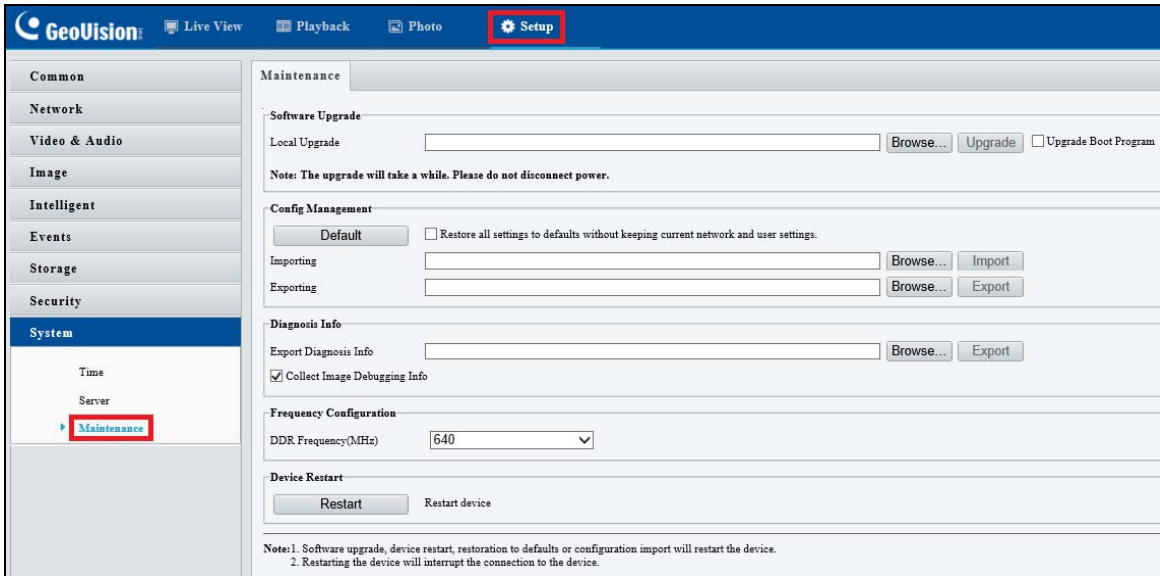 GeoVision Live View Playback Photo Setup
Common
Network
Video & Audio
Image
Intelligent
Events
Storage
Security
System
Time
Server
Maintenance
Maintenance
Software Upgrade
Local Upgrade Browse... Upgrade Upgrade Boot Program
Note: The upgrade will take a while. Please do not disconnect power.
Config Management
Default Restore all settings to defaults without keeping current network and user settings.
Importing Browse... Import
Exporting Browse... Export
Diagnosis Info
Export Diagnosis Info Browse... Export
Collect Image Debugging Info
Frequency Configuration
DDR Frequency(MHz) 640
Device Restart
Restart Restart device
Note:1. Software upgrade, device restart, restoration to defaults or configuration import will restart the device.
2. Restarting the device will interrupt the connection to the device.